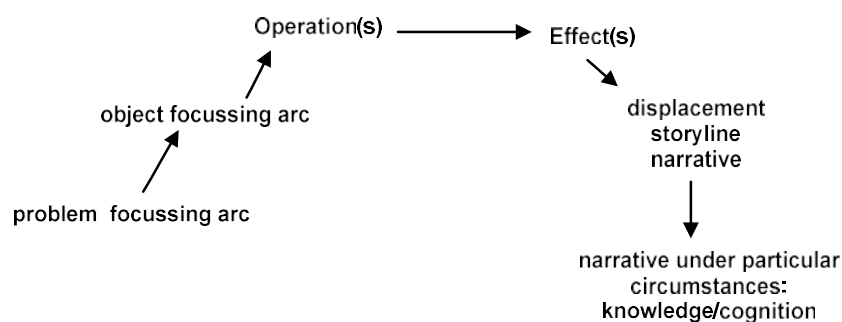 Operation(s)
Effect(s)
object focussing arc
displacement
storyline
narrative
problem focussing arc
narrative under particular
circumstances:
knowledge/cognition